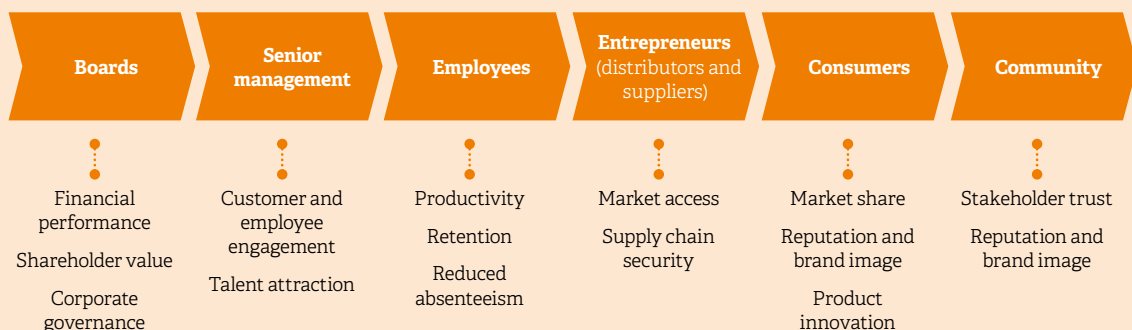 Boards
Senior
management
Employees
Entrepreneurs
(distributors and
suppliers)
Consumers
Community
Financial
performance
Shareholder value
Corporate
governance
Customer and
employee
engagement
Talent attraction
Productivity
Retention
Reduced
absenteeism
Market access
Supply chain
security
Market share
Reputation and
brand image
Product
innovation
Stakeholder trust
Reputation and
brand image